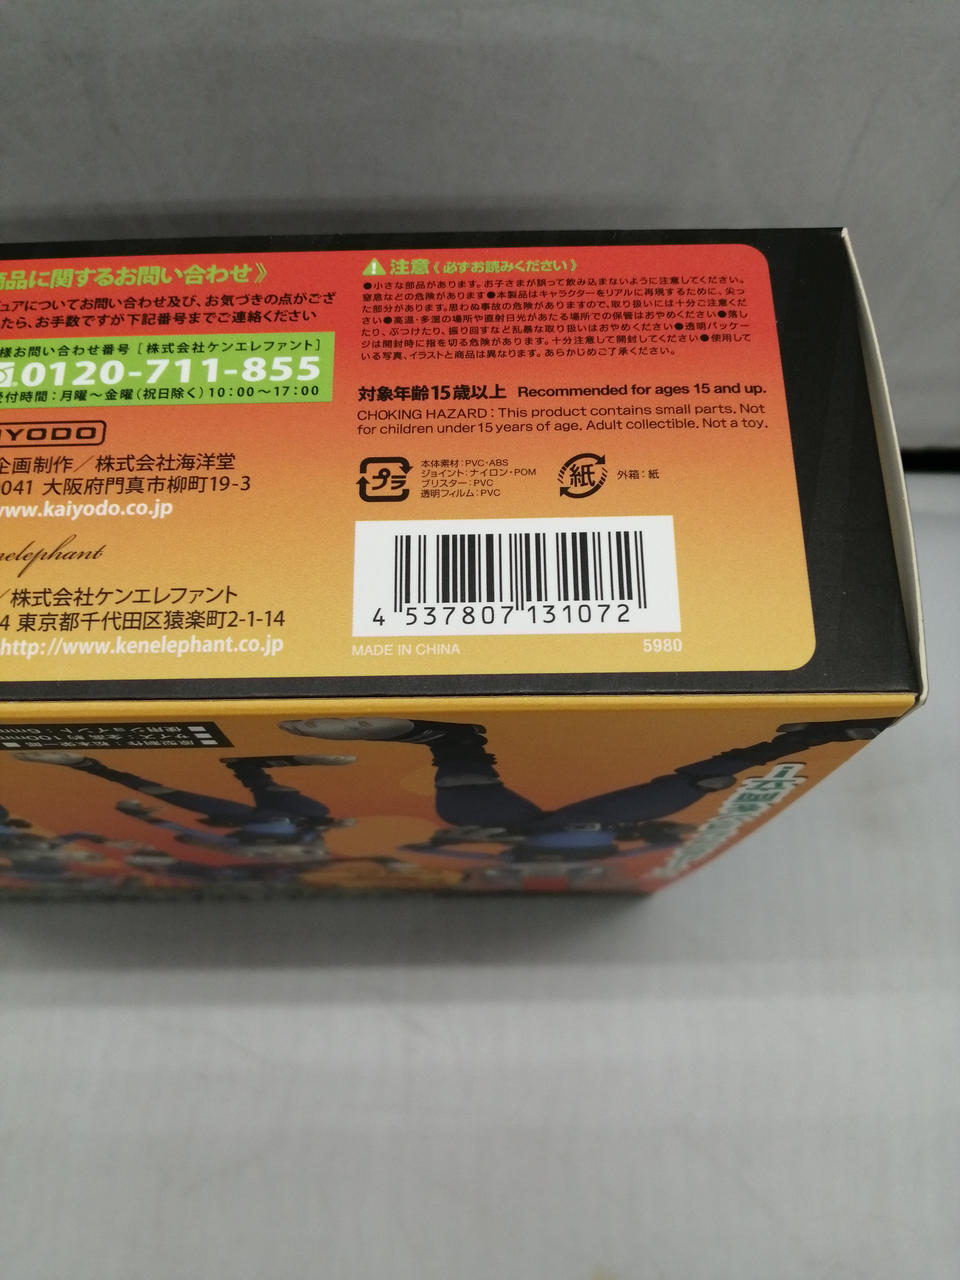 商品に関するお問い合わせ》
ュアについてお問い合わせ及び、お気づきの点がござ
たら、お手数ですが下記番号までご連絡ください
様お問い合わせ番号[株式会社ケンエレファント]
0120-711-855
受付時間:月曜～金曜(祝日除く)10:00～17:00
IYODO
企画制作／株式会社海洋堂
0041 大阪府門真市柳町19-3
www.kaiyodo.co.jp
nelephant
／株式会社ケンエレファント
4 東京都千代田区猿楽町2-1-14
http://www.kenelephant.co.jp
注意《必ずお読みください》
●小さな部品があります。お子さまが誤って飲み込まないように注意してください。
窒息などの危険があります●本製品はキャラクターをリアルに再現するために、尖っ
た部分があります。思わぬ事故の危険がありますので、取り扱いには十分ご注意くだ
さい●高温・多湿の場所や直射日光があたる場所での保管はおやめください●落し
たり、ぶつけたり、振り回すなど乱暴な取り扱いはおやめください●透明パッケー
ジは開封時に指を切る危険があります。十分注意して開封してください●使用して
いる写真、イラストと商品は異なります。あらかじめご了承ください。
対象年齢15歳以上 Recommended for ages 15 and up.
CHOKING HAZARD : This product contains small parts. Not
for children under 15 years of age. Adult collectible. Not a toy.
プラ
本体素材:PVC・ABS
ジョイント:ナイロン・POM
ブリスター:PVC
透明フィルム:PVC
紙
外箱:紙
4 537807 131072
MADE IN CHINA
5980
■使用ジョイント:6mm
■サイズ:全高約100mm